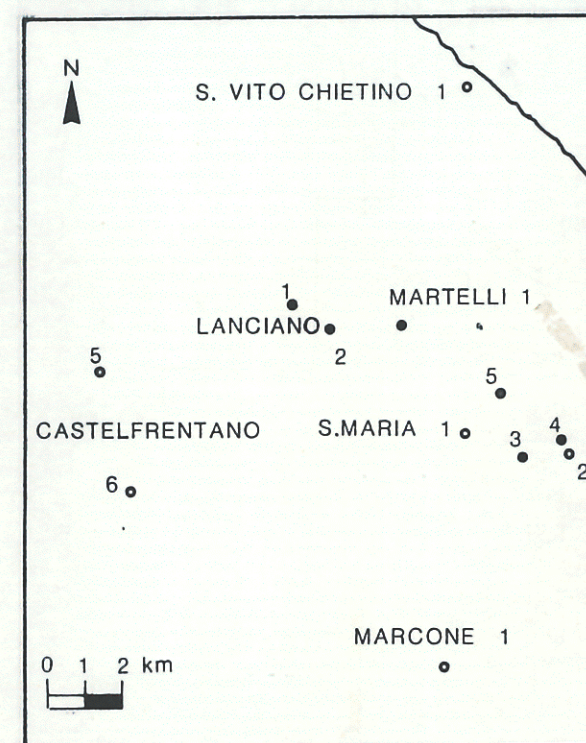 N
S. VITO CHIETINO 1
1
MARTELLI 1
LANCIANO
2
5
5
CASTELFRENTANO
S.MARIA 1
4
3
2
6
MARCONE 1
0 1 2 km